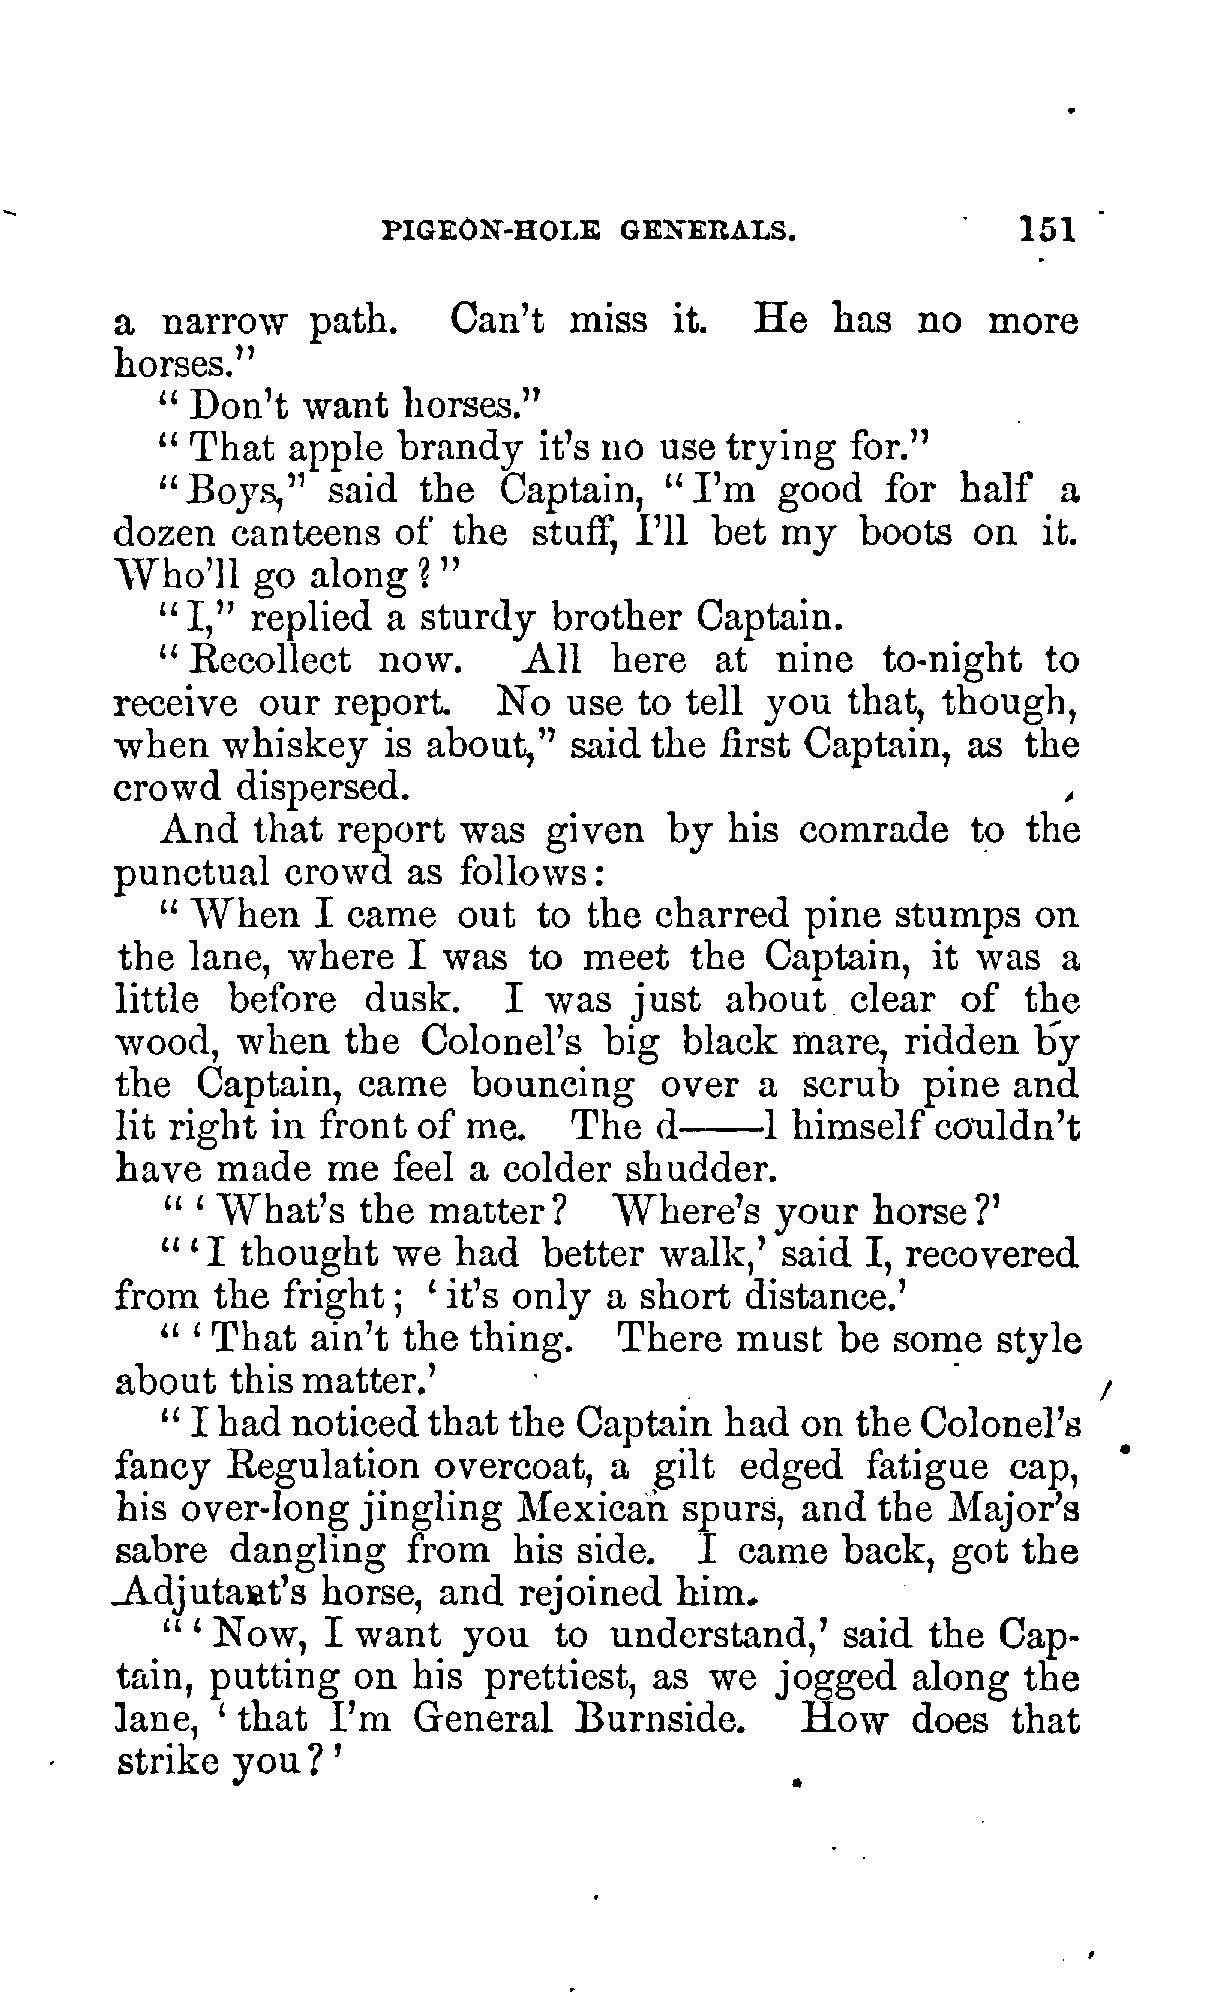 PIGEON-HOLE GENERALS. 151
a narrow path. Can't miss it. He has no more
horses."
"Don't want horses."
"That apple brandy it's no use trying for."
"Boys," said the Captain, "I'm good for half a
dozen canteens of the stuff, I'll bet my boots on it.
Who'll go along?"
"I," replied a sturdy brother Captain.
"Recollect now. All here at nine to-night to
receive our report. No use to tell you that, though,
when whiskey is about," said the first Captain, as the
crowd dispersed.
And that report was given by his comrade to the
punctual crowd as follows:
"When I came out to the charred pine stumps on
the lane, where I was to meet the Captain, it was a
little before dusk. I was just about clear of the
wood, when the Colonel's big black mare, ridden by
the Captain, came bouncing over a scrub pine and
lit right in front of me. The d——l himself couldn't
have made me feel a colder shudder.
"'What's the matter? Where's your horse?'
"'I thought we had better walk,' said I, recovered
from the fright; 'it's only a short distance.'
"'That ain't the thing. There must be some style
about this matter.'
"I had noticed that the Captain had on the Colonel's
fancy Regulation overcoat, a gilt edged fatigue cap,
his over-long jingling Mexican spurs, and the Major's
sabre dangling from his side. I came back, got the
Adjutant's horse, and rejoined him.
"'Now, I want you to understand,' said the Cap-
tain, putting on his prettiest, as we jogged along the
lane, 'that I'm General Burnside. How does that
strike you?'